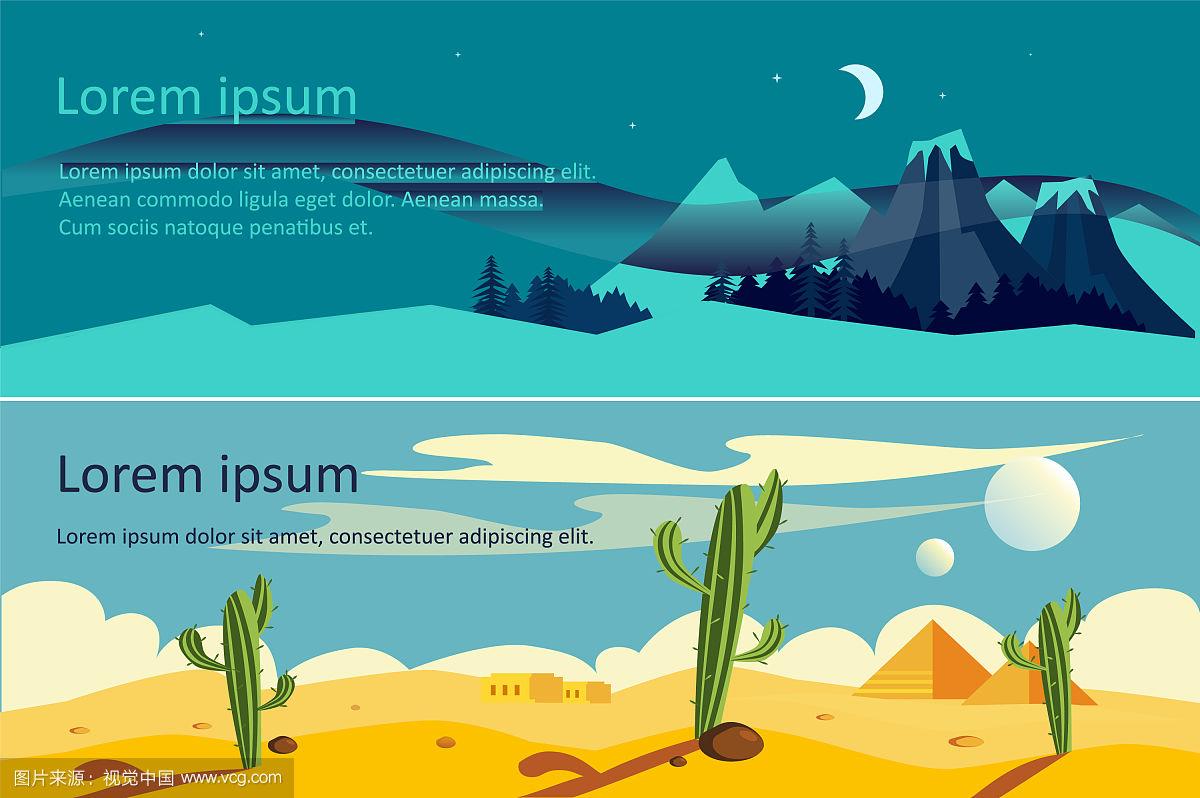 Lorem ipsum
Lorem ipsum dolor sit amet, consectetuer adipiscing elit.
Aenean commodo ligula eget dolor. Aenean massa.
Cum sociis natoque penatibus et.
Lorem ipsum
Lorem ipsum dolor sit amet, consectetuer adipiscing elit.
图片来源：视觉中国 www.vcg.com